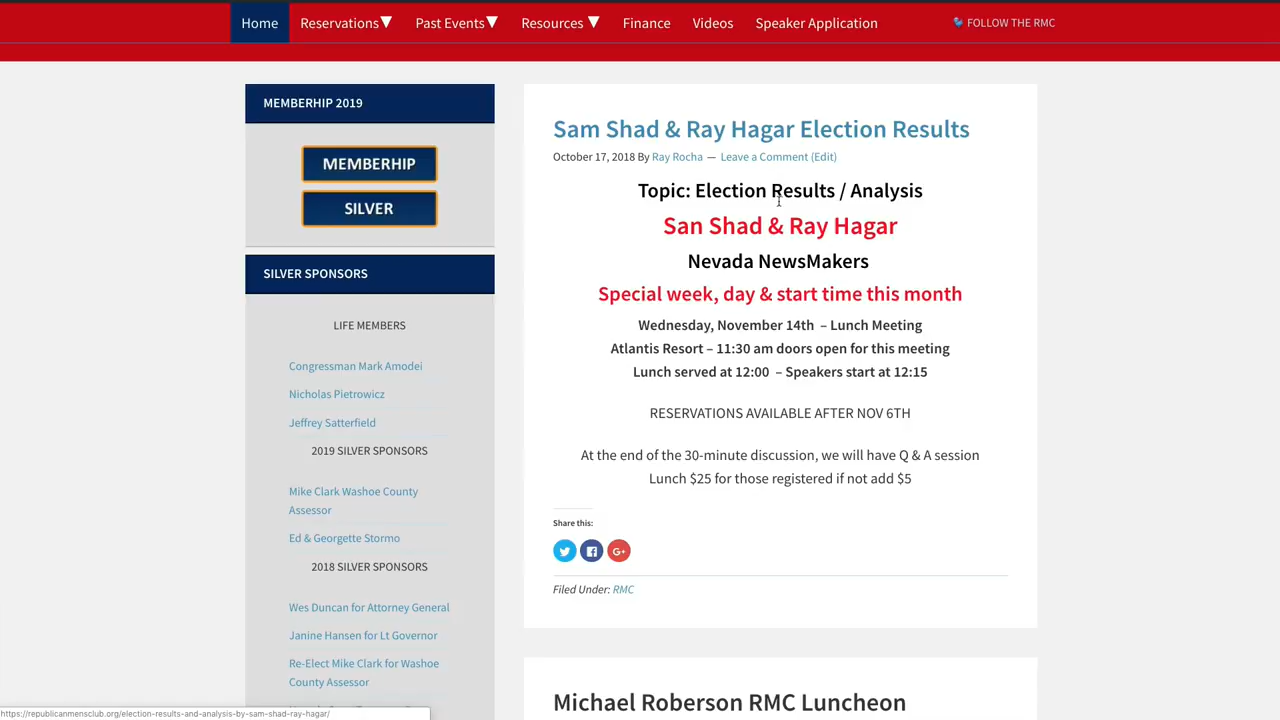 Home Reservations▼ Past Events▼ Resources ▼ Finance Videos Speaker Application FOLLOW THE RMC
MEMBERHIP 2019
MEMBERHIP
SILVER
SILVER SPONSORS
LIFE MEMBERS
Congressman Mark Amodei
Nicholas Pietrowicz
Jeffrey Satterfield
2019 SILVER SPONSORS
Mike Clark Washoe County
Assessor
Ed & Georgette Stormo
2018 SILVER SPONSORS
Wes Duncan for Attorney General
Janine Hansen for Lt Governor
Re-Elect Mike Clark for Washoe
County Assessor
Sam Shad & Ray Hagar Election Results
October 17, 2018 By Ray Rocha — Leave a Comment (Edit)
Topic: Election Results / Analysis
San Shad & Ray Hagar
Nevada NewsMakers
Special week, day & start time this month
Wednesday, November 14th – Lunch Meeting
Atlantis Resort – 11:30 am doors open for this meeting
Lunch served at 12:00 – Speakers start at 12:15
RESERVATIONS AVAILABLE AFTER NOV 6TH
At the end of the 30-minute discussion, we will have Q & A session
Lunch $25 for those registered if not add $5
Share this:
G+
Filed Under: RMC
Michael Roberson RMC Luncheon
https://republicanmensclub.org/election-results-and-analysis-by-sam-shad-ray-hagar/